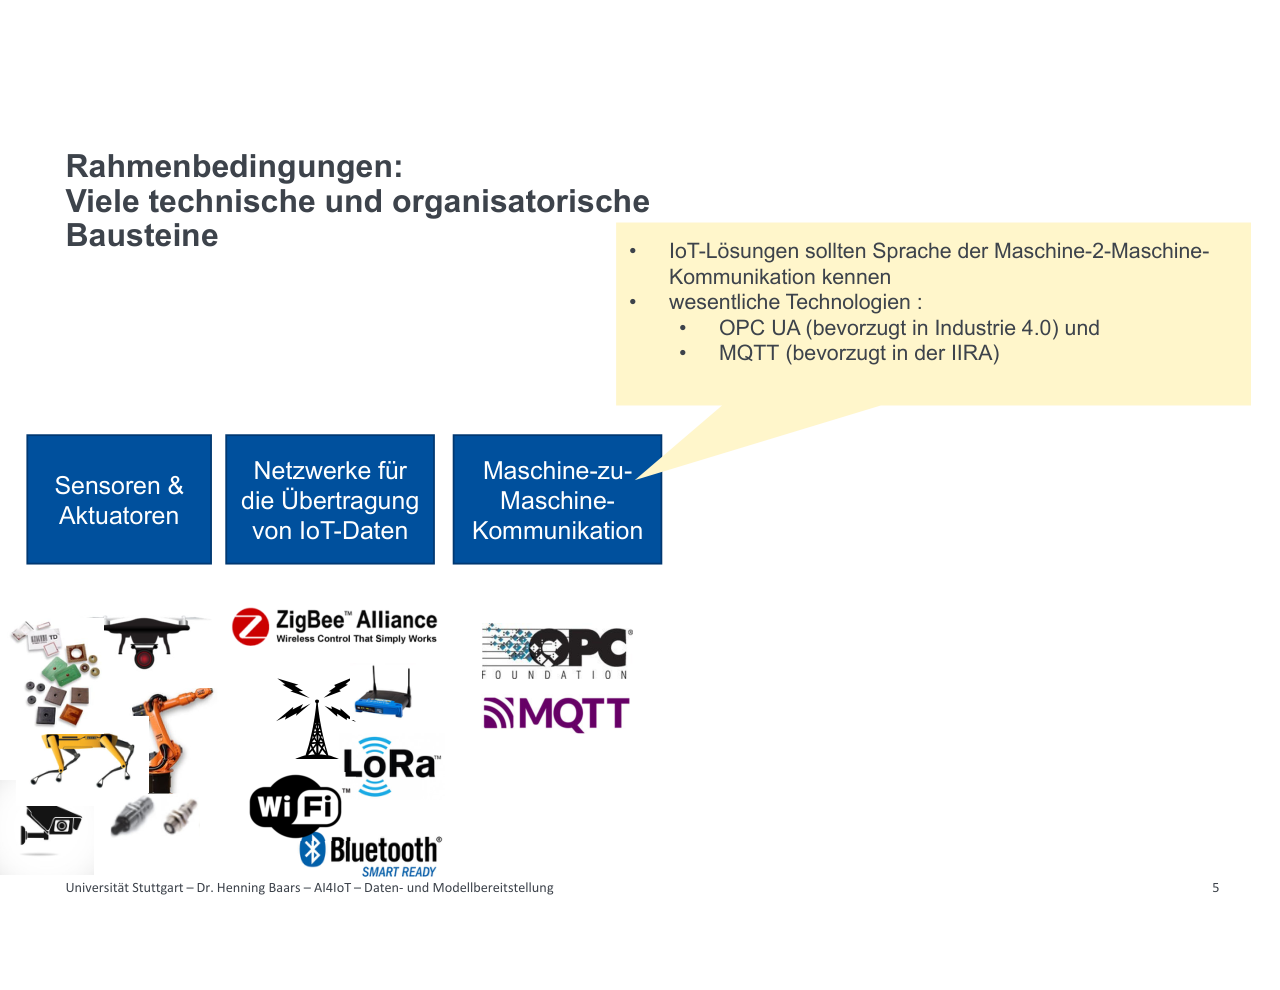 Rahmenbedingungen:
Viele technische und organisatorische
Bausteine
• IoT-Lösungen sollten Sprache der Maschine-2-Maschine-
Kommunikation kennen
• wesentliche Technologien :
• OPC UA (bevorzugt in Industrie 4.0) und
• MQTT (bevorzugt in der IIRA)
Sensoren &
Aktuatoren
Netzwerke für
die Übertragung
von IoT-Daten
Maschine-zu-
Maschine-
Kommunikation
TD
ZigBee™ Alliance
Wireless Control That Simply Works
LoRa™
WiFi™
Bluetooth®
SMART READY
OPC®
FOUNDATION
MQTT
Universität Stuttgart – Dr. Henning Baars – AI4IoT – Daten- und Modellbereitstellung
5